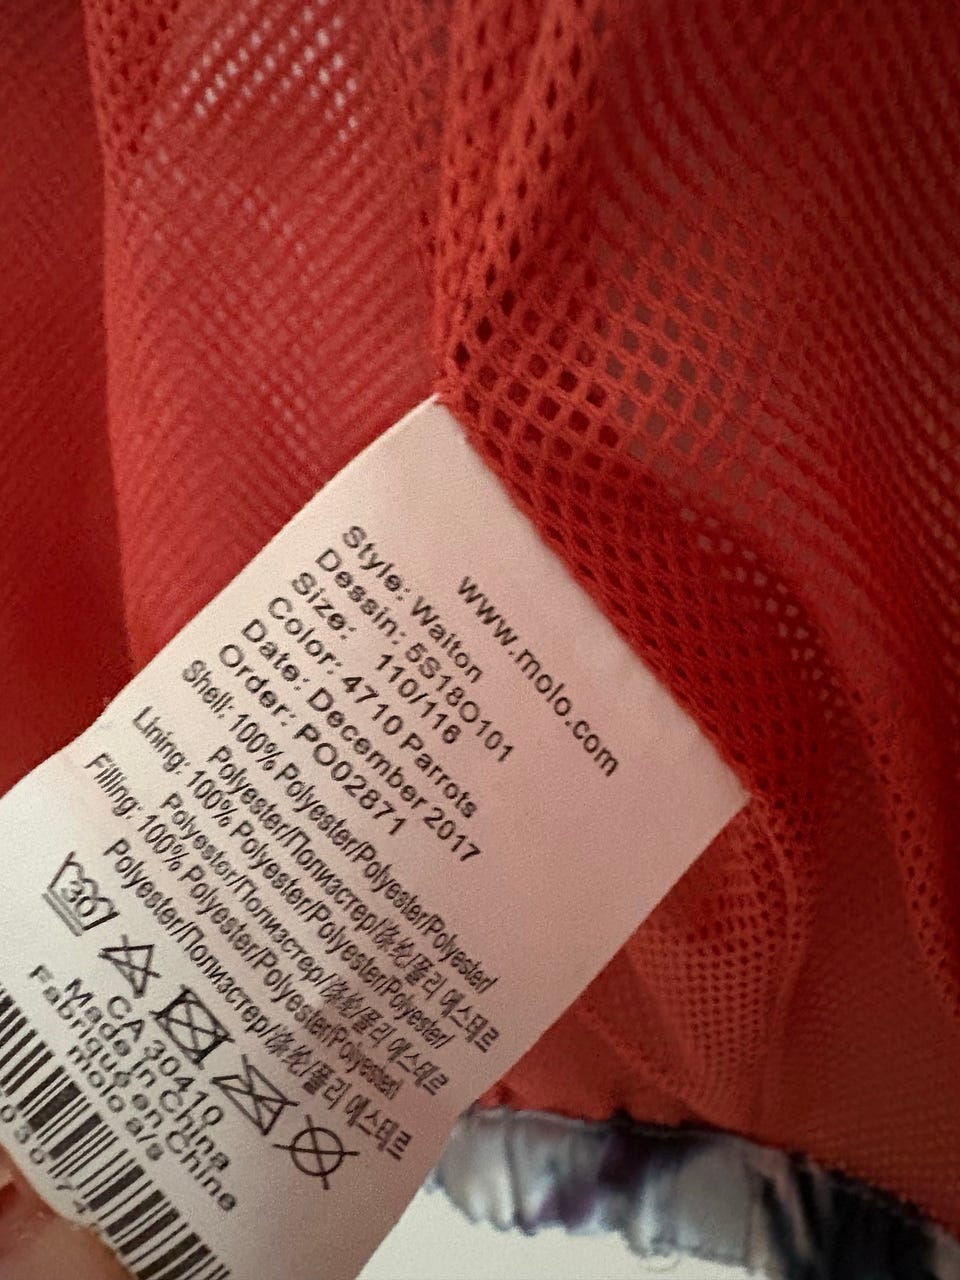 www.molo.com
Style: Walton
Dessin: 5S18O101
Size: 110/116
Color: 4710 Parrots
Date: December 2017
Order: PO02871
Shell: 100% Polyester/Polyester/Polyester/
Polyester/Полиэстер/涤纶/폴리 에스테르
Lining: 100% Polyester/Polyester/Polyester/
Polyester/Полиэстер/涤纶/폴리 에스테르
Filling: 100% Polyester/Polyester/Polyester/
Polyester/Полиэстер/涤纶/폴리 에스테르
30
CA 30410
Made in China
Fabriqué en Chine
molo a/s